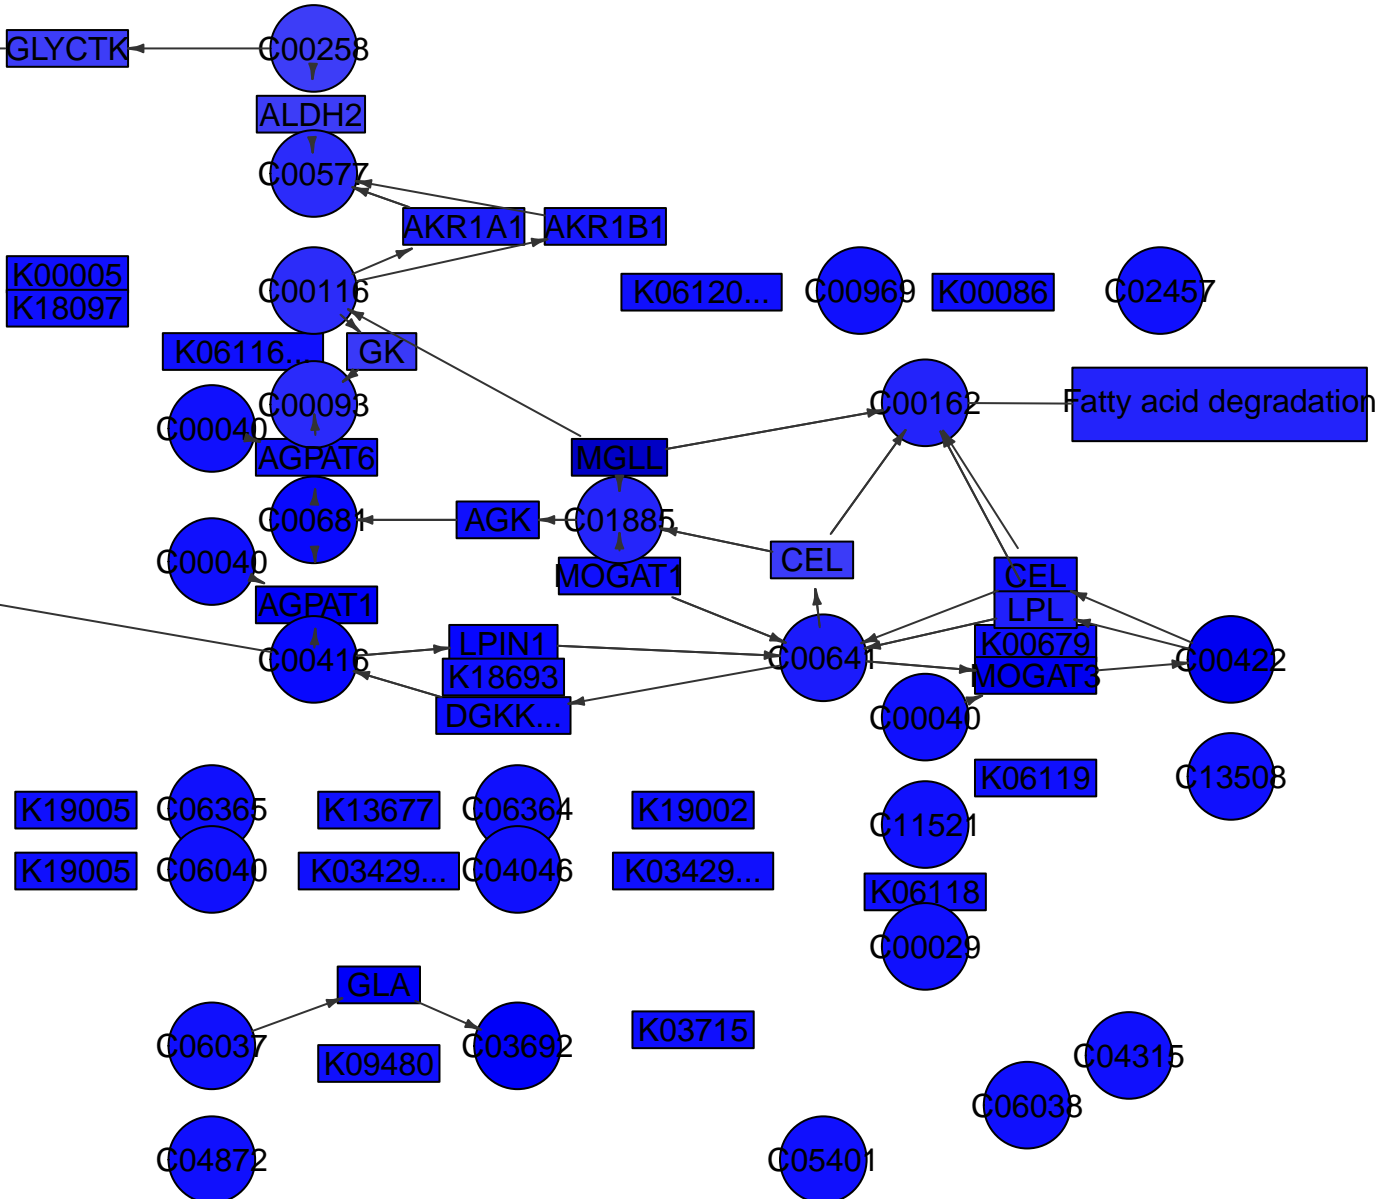 GLYCTK
C00258
ALDH2
C00577
AKR1A1
AKR1B1
K00005
K18097
C00116
K06120...
C00969
K00086
C02457
K06116...
GK
C00093
C00040
C00162
Fatty acid degradation
AGPAT6
MGLL
C00681
AGK
C01885
C00040
MOGAT1
CEL
CEL
AGPAT1
LPL
C00416
LPIN1
K18693
DGKK...
C00641
K00679
MOGAT3
C00422
C00040
K06119
C13508
K19005
C06365
K13677
C06364
K19002
C11521
K19005
C06040
K03429...
C04046
K03429...
K06118
C00029
GLA
C06037
C03692
K03715
K09480
C04315
C06038
C04872
C05401